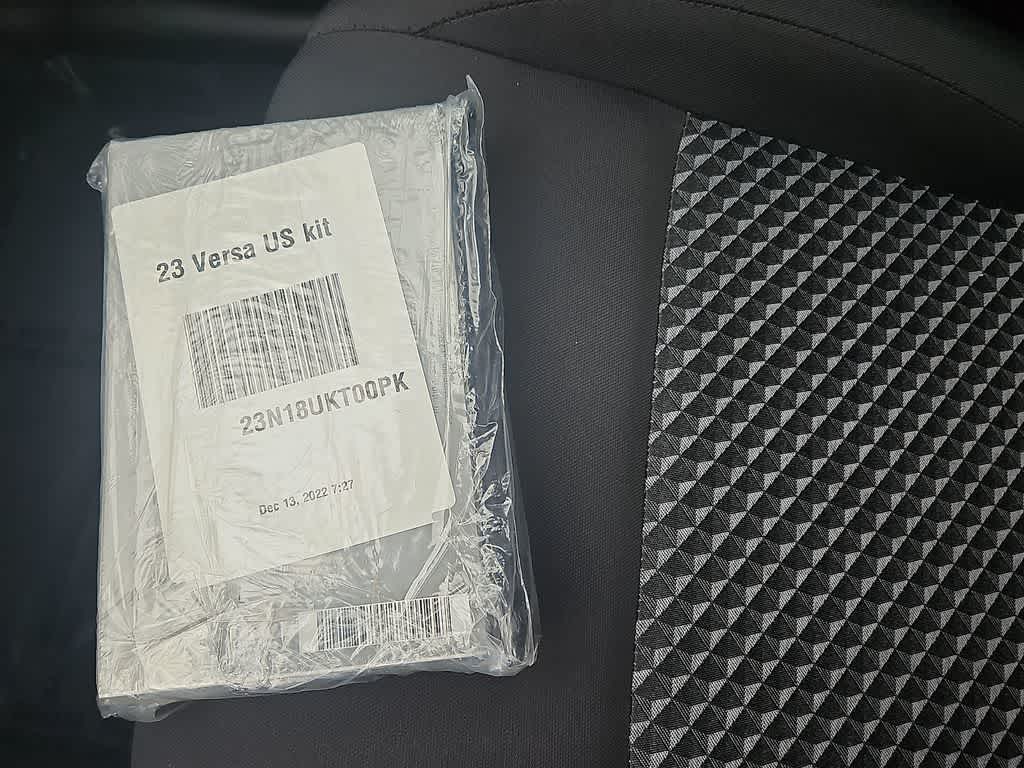 23 Versa US kit
23N18UKT00PK
Dec 13, 2022 7:27